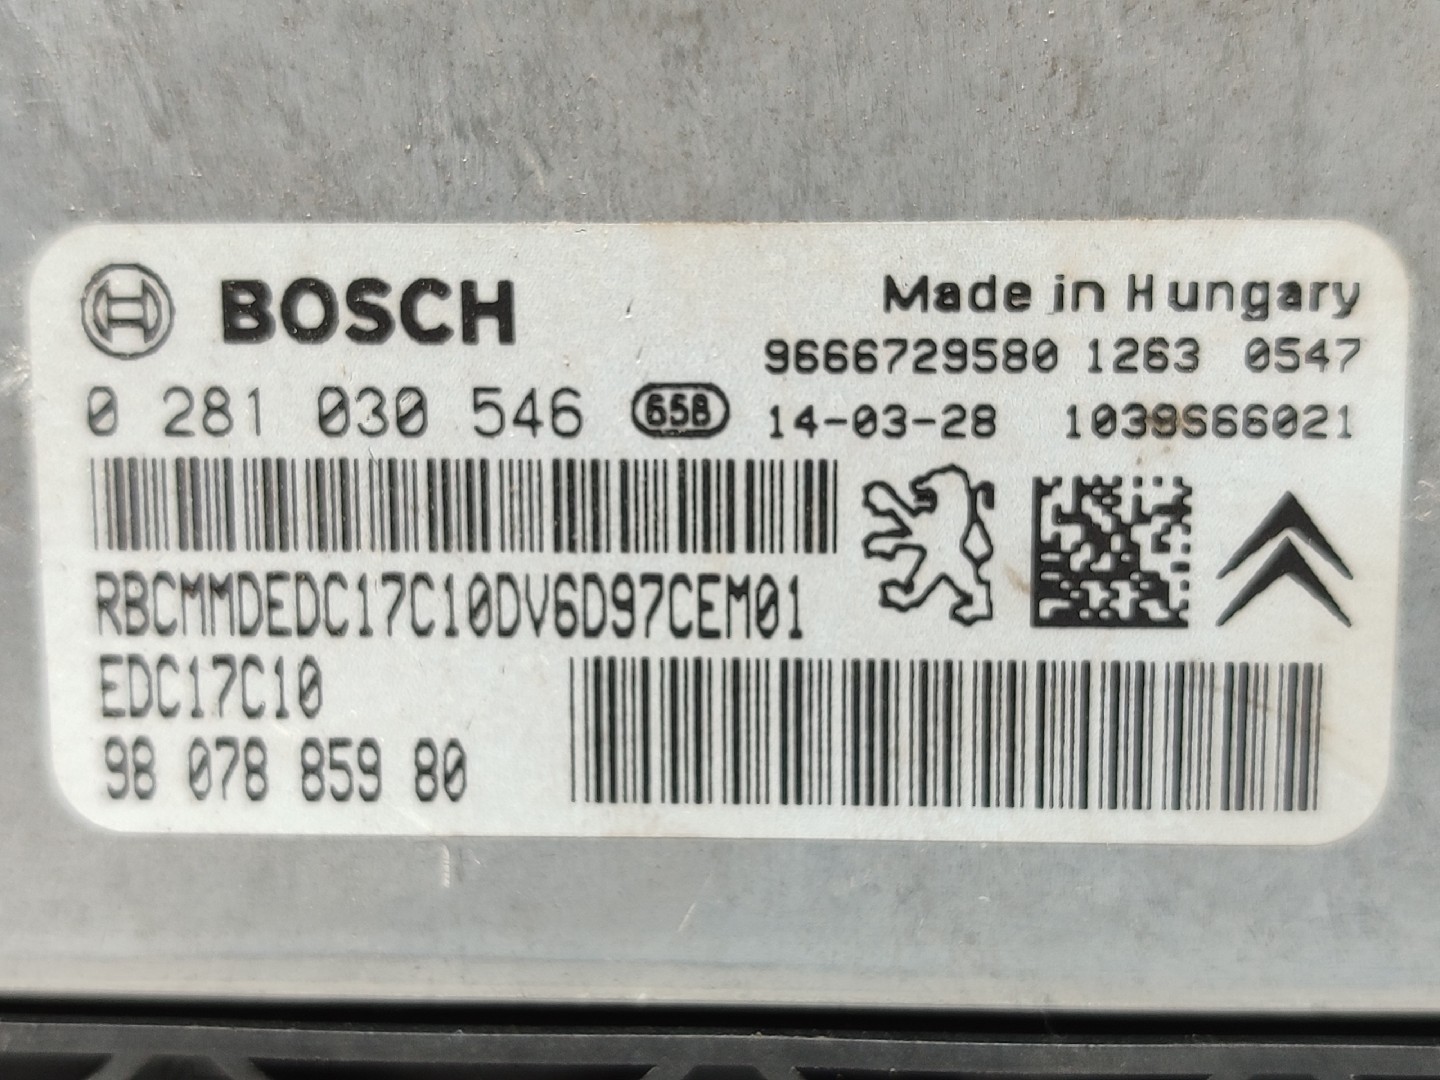 BOSCH
Made in Hungary
9666729580 1263 0547
0 281 030 546 658 14-03-28 1039S66021
RBCMMDEDC17C10DV6D97CEM01
EDC17C10
98 078 859 80